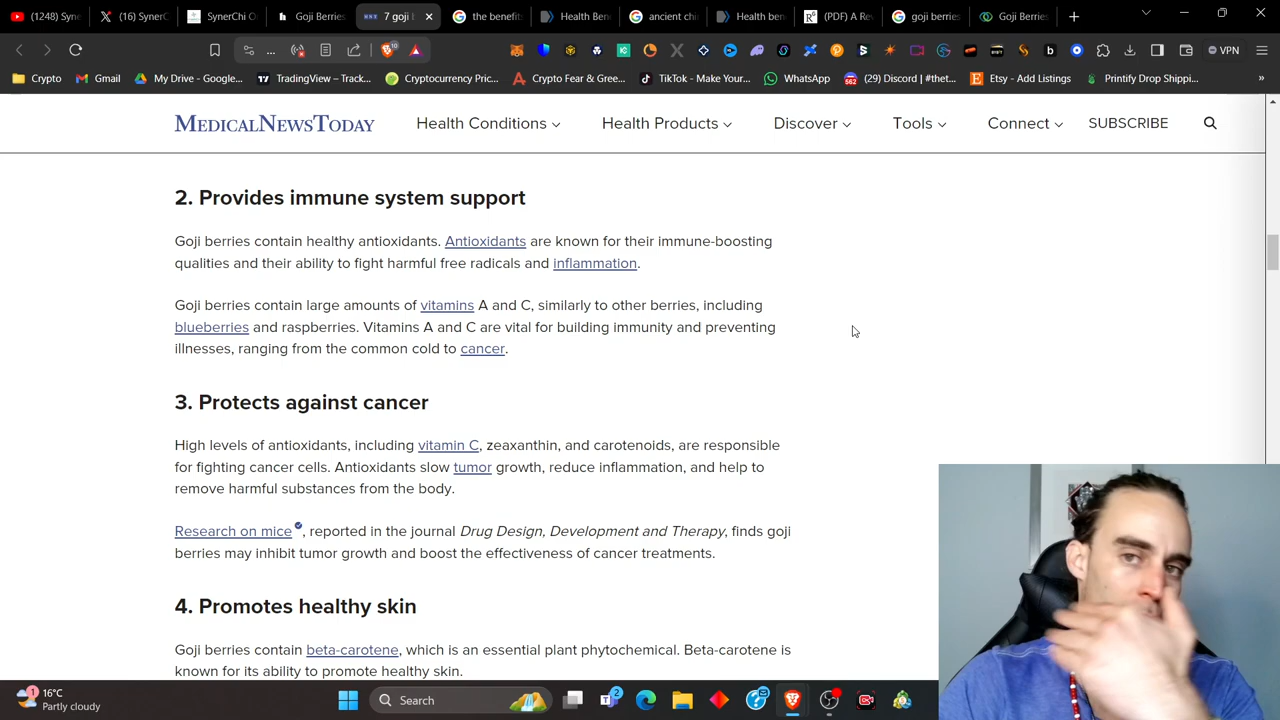 (1248) Syner
(16) SynerC
SynerChi O
Goji Berries
7 goji b
the benefit
Health Ben
ancient chi
Health ben
(PDF) A Re
goji berries
Goji Berries
10
VPN
Crypto
Gmail
My Drive - Google...
TradingView – Track...
Cryptocurrency Pric...
Crypto Fear & Gree...
TikTok - Make Your...
WhatsApp
(29) Discord | #thet...
Etsy - Add Listings
Printify Drop Shippi...
MEDICALNEWSTODAY
Health Conditions
Health Products
Discover
Tools
Connect
SUBSCRIBE
2. Provides immune system support
Goji berries contain healthy antioxidants. Antioxidants are known for their immune-boosting
qualities and their ability to fight harmful free radicals and inflammation.
Goji berries contain large amounts of vitamins A and C, similarly to other berries, including
blueberries and raspberries. Vitamins A and C are vital for building immunity and preventing
illnesses, ranging from the common cold to cancer.
3. Protects against cancer
High levels of antioxidants, including vitamin C, zeaxanthin, and carotenoids, are responsible
for fighting cancer cells. Antioxidants slow tumor growth, reduce inflammation, and help to
remove harmful substances from the body.
Research on mice, reported in the journal Drug Design, Development and Therapy, finds goji
berries may inhibit tumor growth and boost the effectiveness of cancer treatments.
4. Promotes healthy skin
Goji berries contain beta-carotene, which is an essential plant phytochemical. Beta-carotene is
known for its ability to promote healthy skin.
1
16°C
Partly cloudy
Search
2